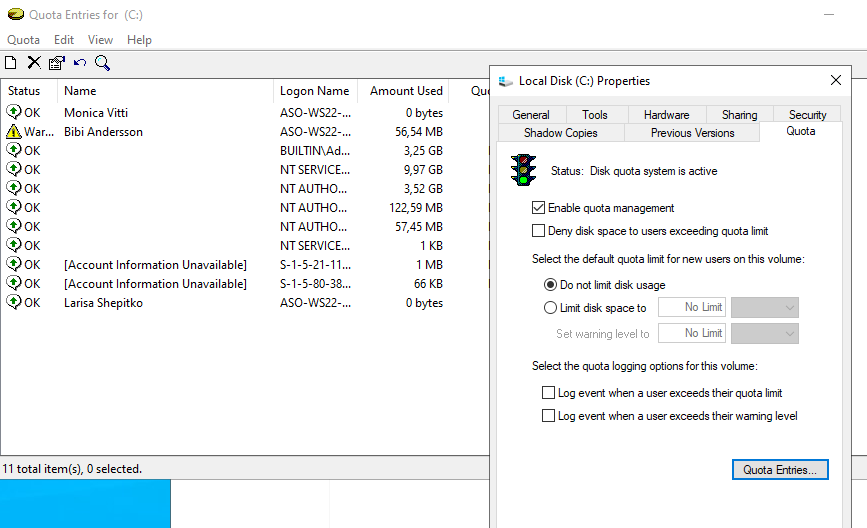 Quota Entries for (C:)
Quota Edit View Help
Status Name Logon Name Amount Used Quo
OK Monica Vitti ASO-WS22-... 0 bytes
War... Bibi Andersson ASO-WS22-... 56,54 MB
OK BUILTIN\Ad... 3,25 GB
OK NT SERVICE... 9,97 GB
OK NT AUTHO... 3,52 GB
OK NT AUTHO... 122,59 MB
OK NT AUTHO... 57,45 MB
OK NT SERVICE... 1 KB
OK [Account Information Unavailable] S-1-5-21-11... 1 MB
OK [Account Information Unavailable] S-1-5-80-38... 66 KB
OK Larisa Shepitko ASO-WS22-... 0 bytes
11 total item(s), 0 selected.
Local Disk (C:) Properties
General Tools Hardware Sharing Security
Shadow Copies Previous Versions Quota
Status: Disk quota system is active
Enable quota management
Deny disk space to users exceeding quota limit
Select the default quota limit for new users on this volume:
Do not limit disk usage
Limit disk space to No Limit
Set warning level to No Limit
Select the quota logging options for this volume:
Log event when a user exceeds their quota limit
Log event when a user exceeds their warning level
Quota Entries...